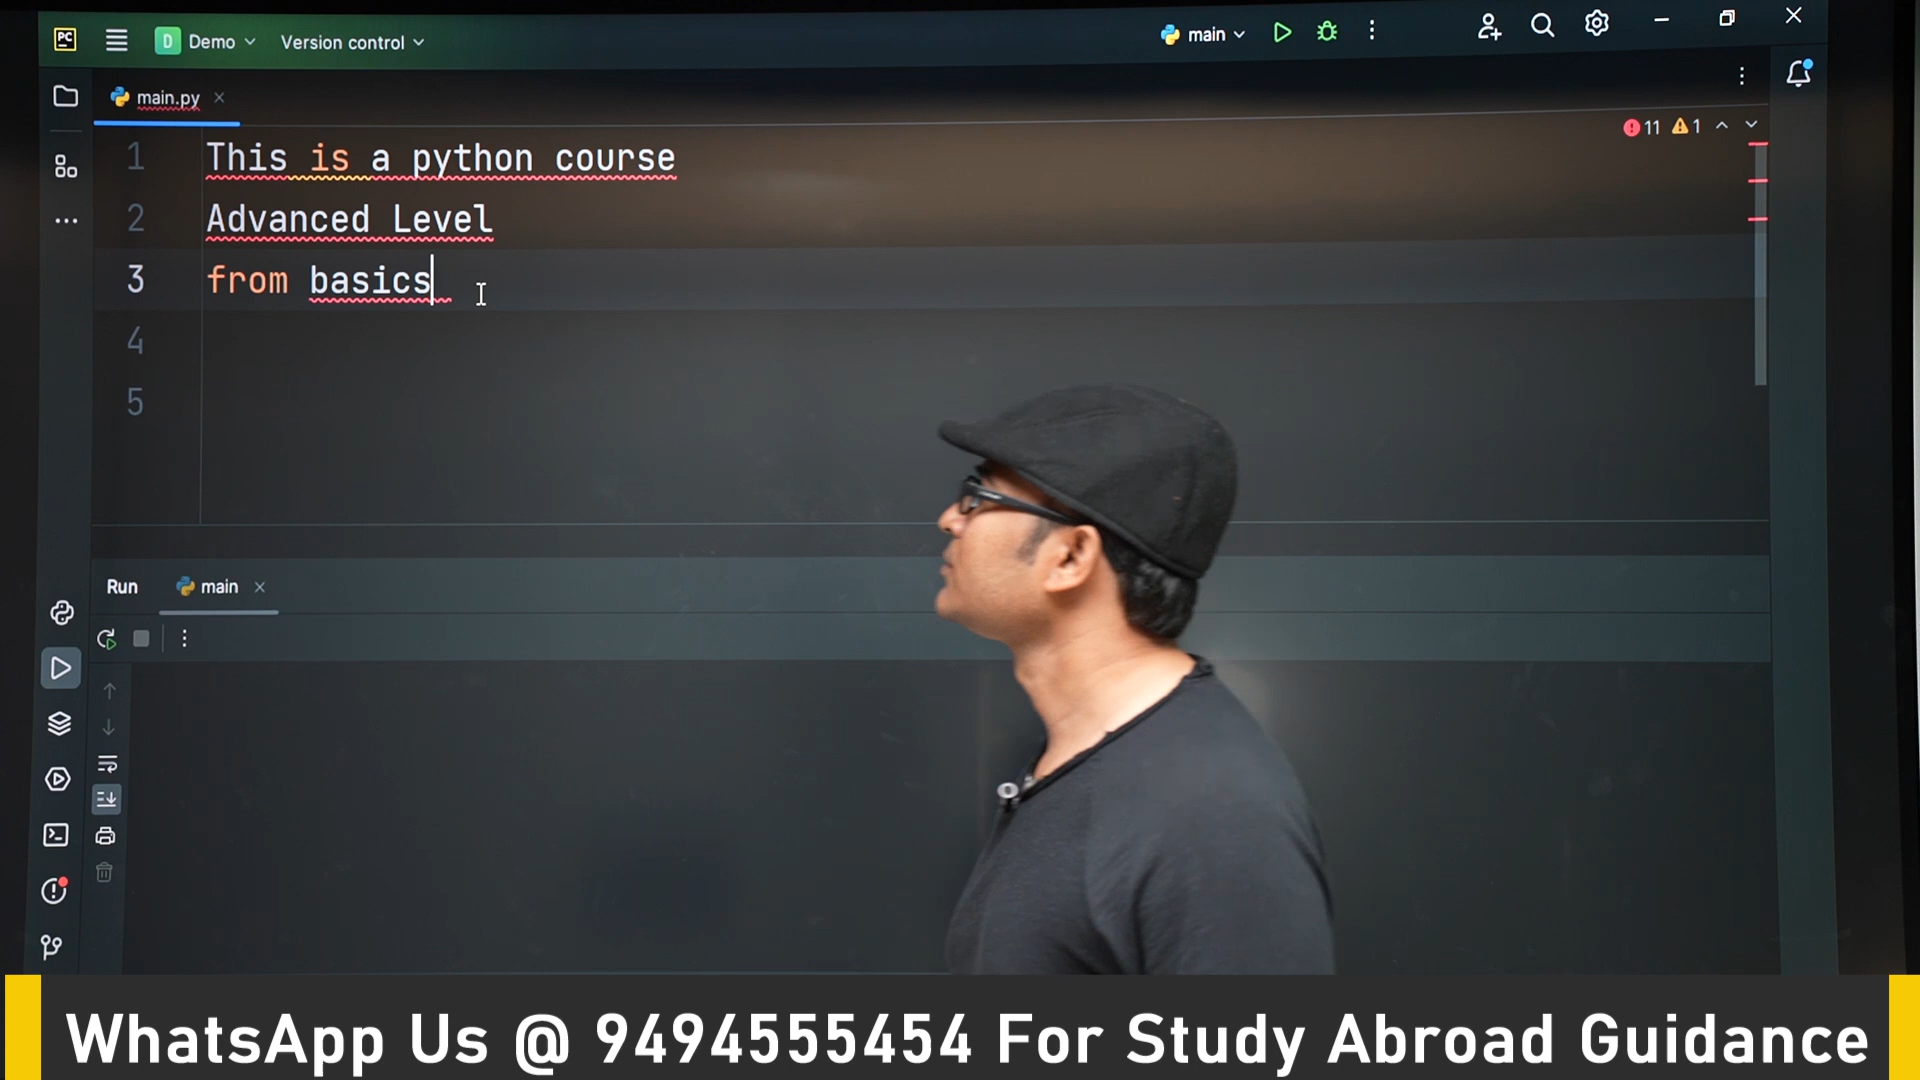 PC D Demo Version control main
main.py
11 1
1 This is a python course
2 Advanced Level
3 from basics
4
5
Run main
WhatsApp Us @ 9494555454 For Study Abroad Guidance